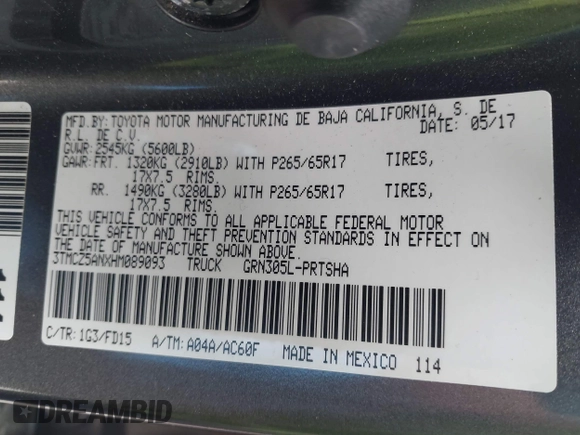 MFD.BY: TOYOTA MOTOR MANUFACTURING DE BAJA CALIFORNIA, S. DE
R.L. DE C.V. DATE: 05/17
GVWR: 2545KG (5600LB)
GAWR: FRT. 1320KG (2910LB) WITH P265/65R17 TIRES,
17X7.5 RIMS.
RR. 1490KG (3280LB) WITH P265/65R17 TIRES,
17X7.5 RIMS.
THIS VEHICLE CONFORMS TO ALL APPLICABLE FEDERAL MOTOR
VEHICLE SAFETY AND THEFT PREVENTION STANDARDS IN EFFECT ON
THE DATE OF MANUFACTURE SHOWN ABOVE.
3TMCZ5ANXHM089093 TRUCK GRN305L-PRTSHA
C/TR: 1G3/FD15 A/TM: A04A/AC60F MADE IN MEXICO 114
DREAMBID